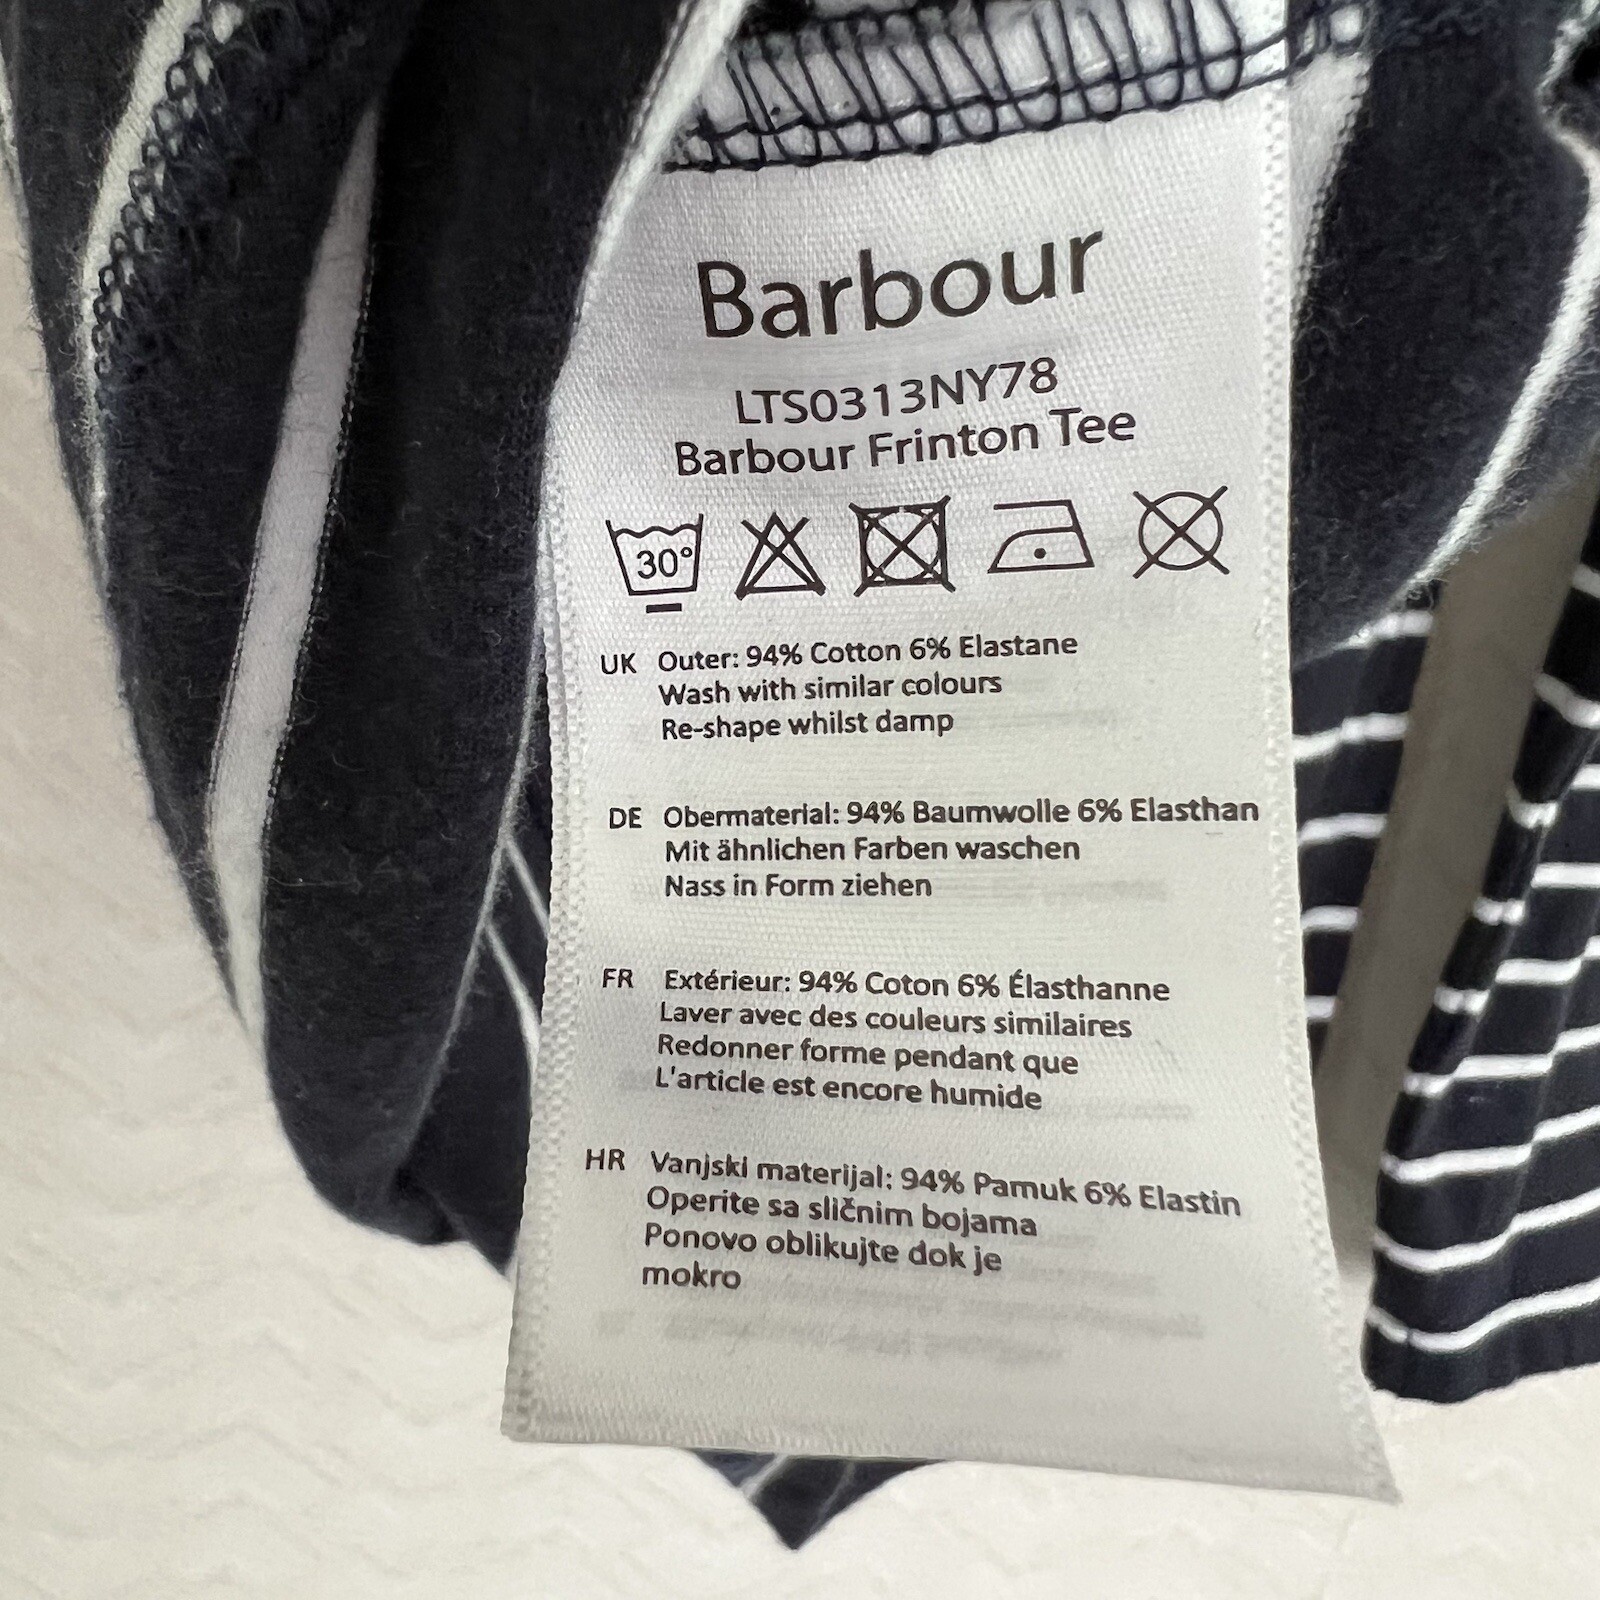 Barbour
LTS0313NY78
Barbour Frinton Tee
30°
UK Outer: 94% Cotton 6% Elastane
Wash with similar colours
Re-shape whilst damp
DE Obermaterial: 94% Baumwolle 6% Elasthan
Mit ähnlichen Farben waschen
Nass in Form ziehen
FR Extérieur: 94% Coton 6% Élasthanne
Laver avec des couleurs similaires
Redonner forme pendant que
L'article est encore humide
HR Vanjski materijal: 94% Pamuk 6% Elastin
Operite sa sličnim bojama
Ponovo oblikujte dok je
mokro